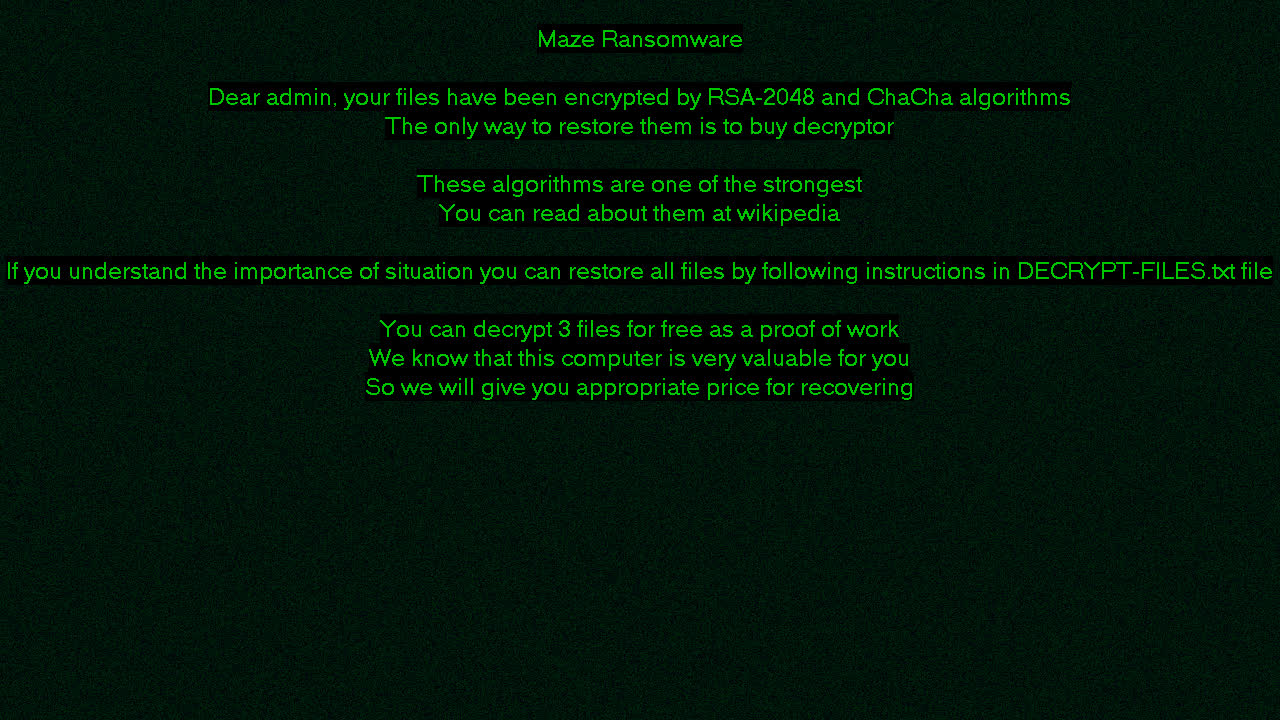 Maze Ransomware
Dear admin, your files have been encrypted by RSA-2048 and ChaCha algorithms
The only way to restore them is to buy decryptor
These algorithms are one of the strongest
You can read about them at wikipedia
If you understand the importance of situation you can restore all files by following instructions in DECRYPT-FILES.txt file
You can decrypt 3 files for free as a proof of work
We know that this computer is very valuable for you
So we will give you appropriate price for recovering